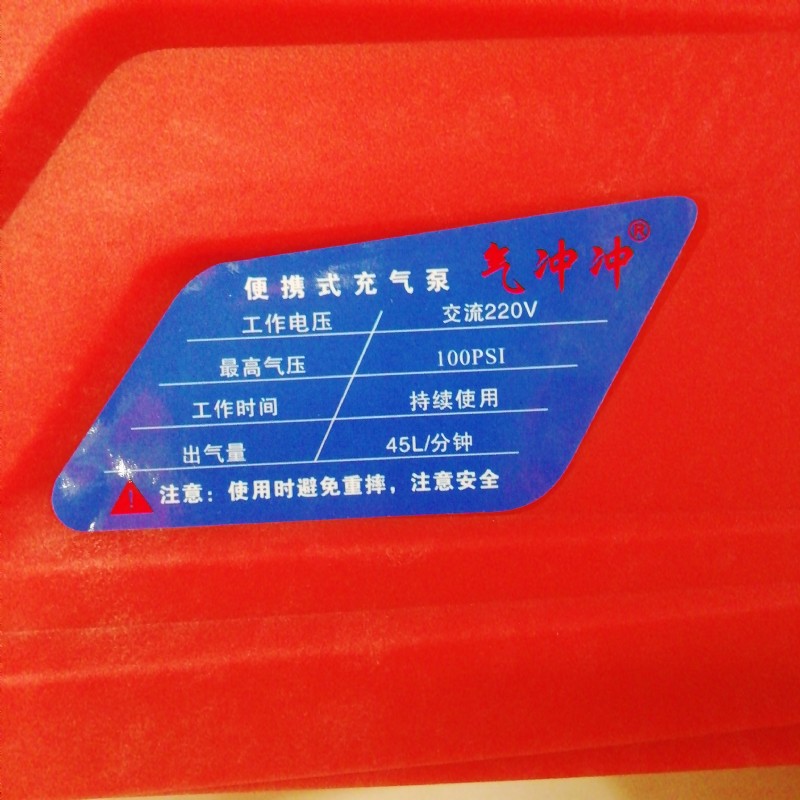 气冲冲®
便携式充气泵
工作电压 交流220V
最高气压 100PSI
工作时间 持续使用
出气量 45L/分钟
注意：使用时避免重摔，注意安全